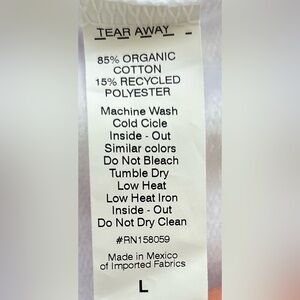 TEAR AWAY
85% ORGANIC
COTTON
15% RECYCLED
POLYESTER
Machine Wash
Cold Cicle
Inside - Out
Similar colors
Do Not Bleach
Tumble Dry
Low Heat
Low Heat Iron
Inside - Out
Do Not Dry Clean
#RN158059
Made in Mexico
of Imported Fabrics
L